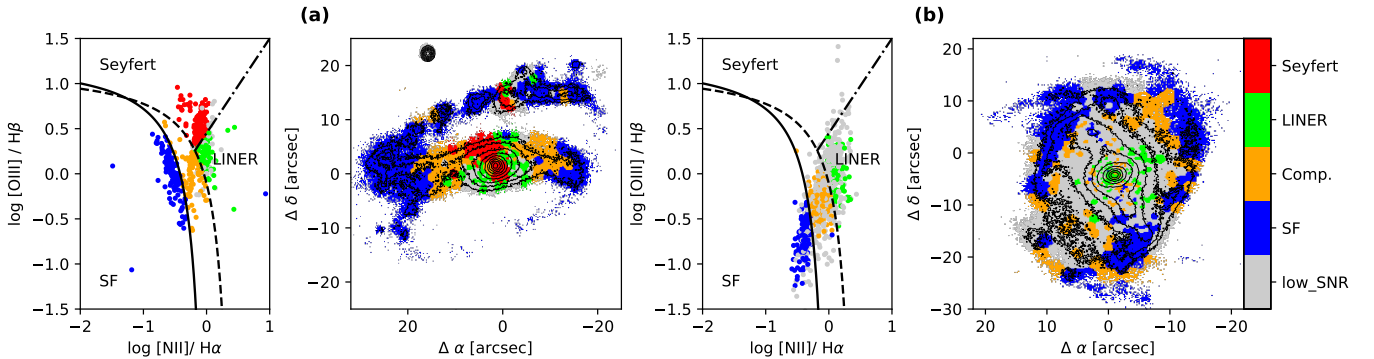 (a)
(b)
1.5
1.0
0.5
0.0
−0.5
−1.0
−1.5
log [OIII] / Hβ
Seyfert
LINER
SF
−2
−1
0
1
log [NII]/ Hα
20
10
0
−10
−20
Δ δ [arcsec]
20
0
−20
Δ α [arcsec]
1.5
1.0
0.5
0.0
−0.5
−1.0
−1.5
log [OIII] / Hβ
Seyfert
LINER
SF
−2
−1
0
1
log [NII]/ Hα
20
10
0
−10
−20
−30
Δ δ [arcsec]
20
10
0
−10
−20
Δ α [arcsec]
Seyfert
LINER
Comp.
SF
low_SNR